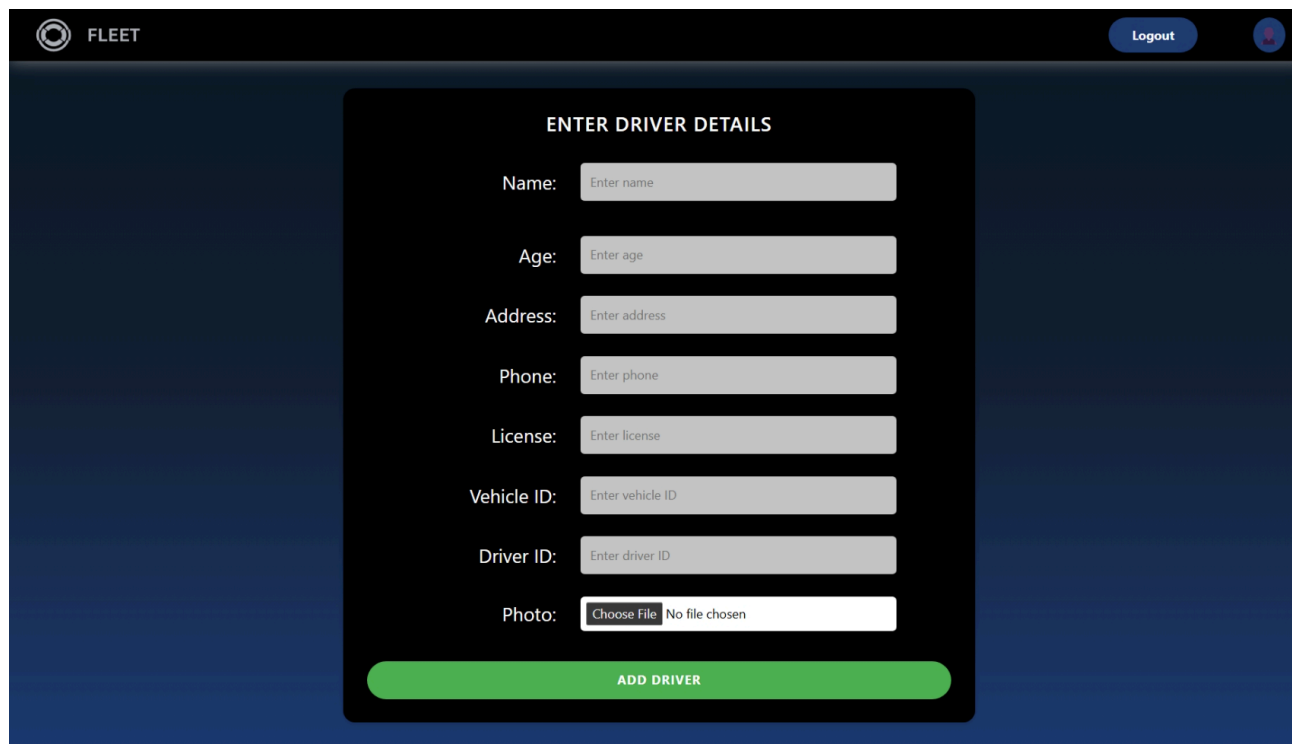 FLEET
Logout
ENTER DRIVER DETAILS
Name: Enter name
Age: Enter age
Address: Enter address
Phone: Enter phone
License: Enter license
Vehicle ID: Enter vehicle ID
Driver ID: Enter driver ID
Photo: Choose File No file chosen
ADD DRIVER